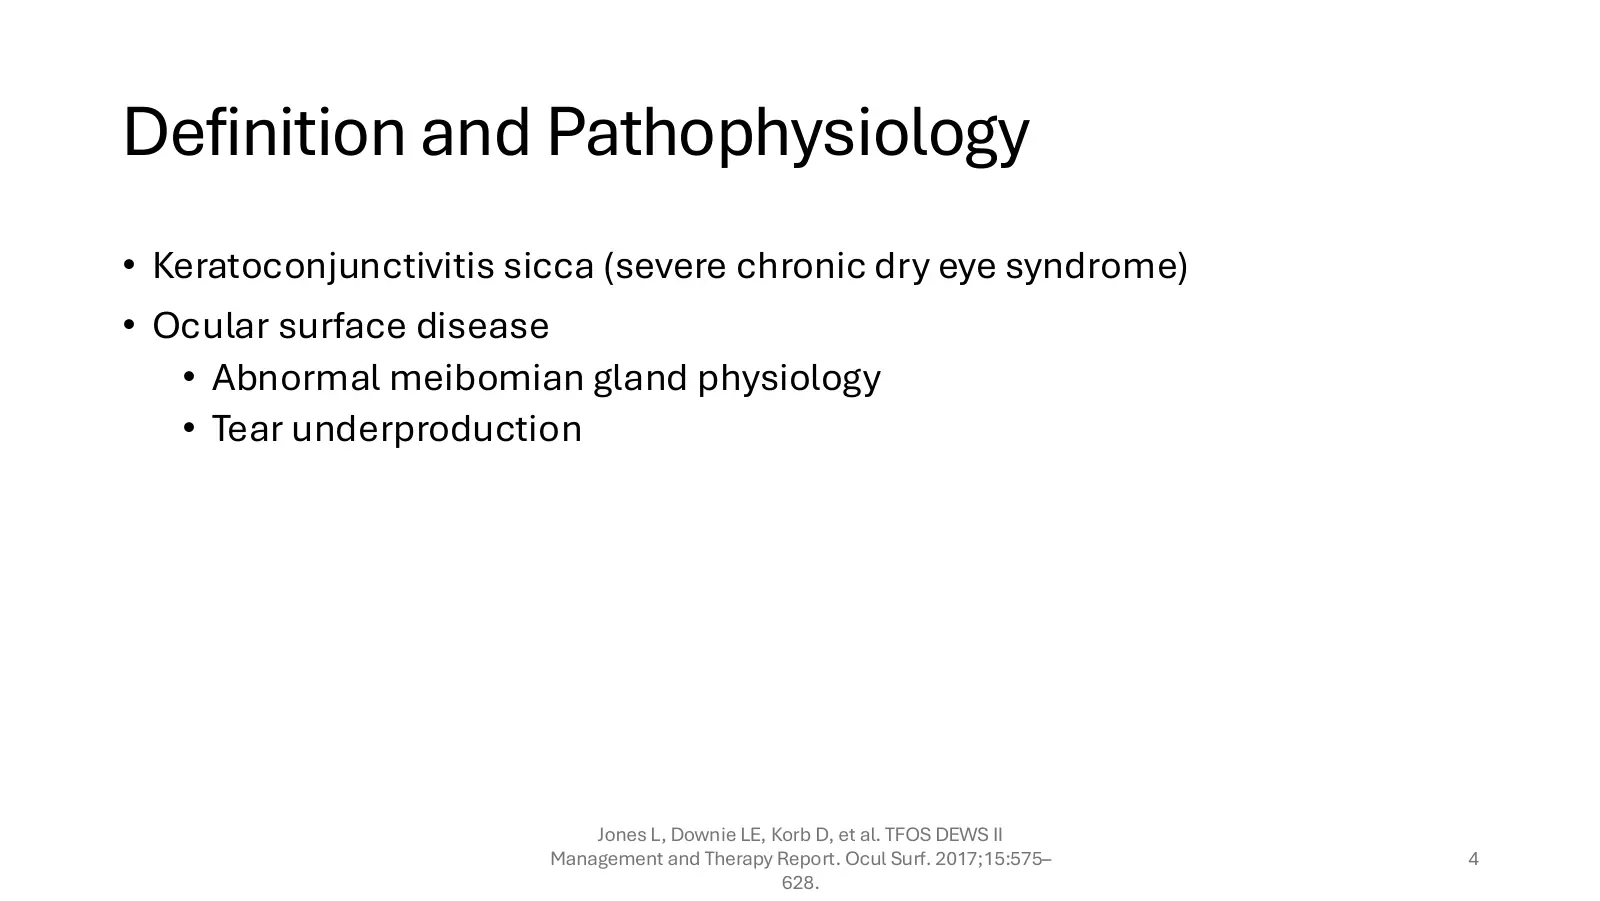 Definition and Pathophysiology
• Keratoconjunctivitis sicca (severe chronic dry eye syndrome)
• Ocular surface disease
• Abnormal meibomian gland physiology
• Tear underproduction
Jones L, Downie LE, Korb D, et al. TFOS DEWS II
Management and Therapy Report. Ocul Surf. 2017;15:575–
628.
4